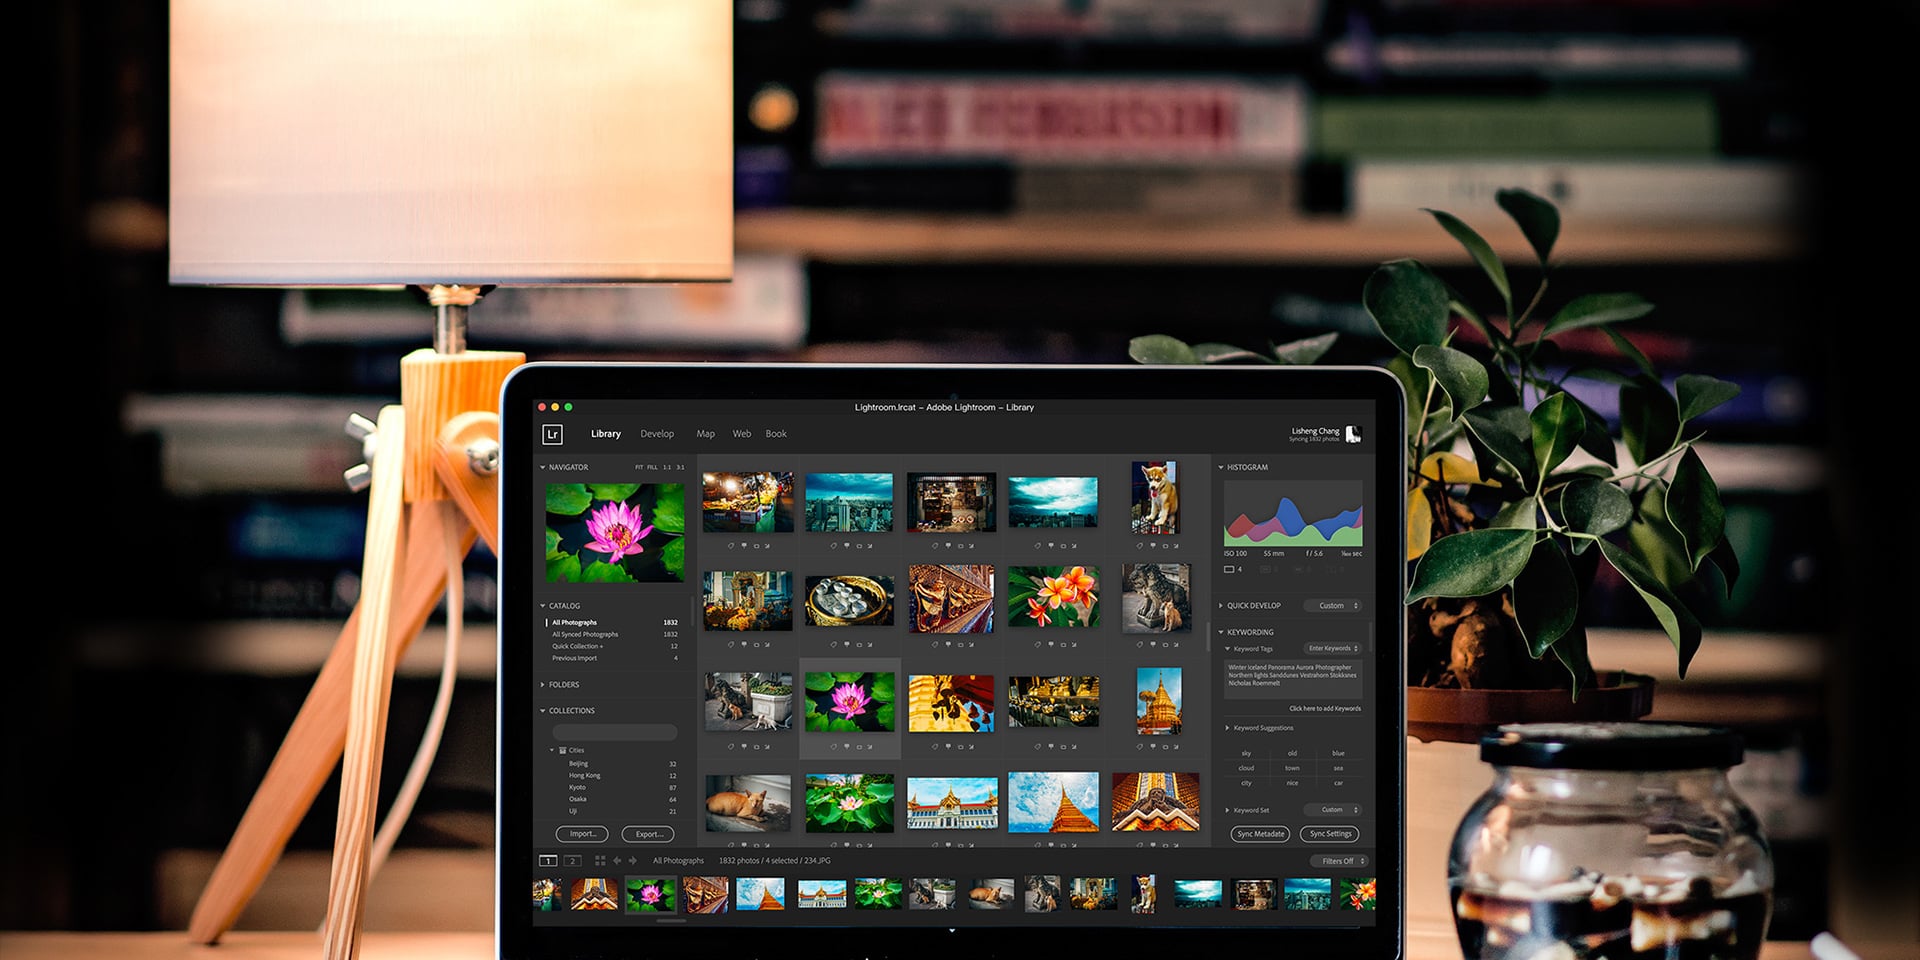 ALEX FERGUSON
Lightroom.lrcat – Adobe Lightroom – Library
Lr
Library Develop Map Web Book
Lisheng Chang
Syncing 1832 photos
NAVIGATOR FIT FILL 1:1 3:1
CATALOG
All Photographs 1832
All Synced Photographs 1832
Quick Collection + 12
Previous Import 4
FOLDERS
COLLECTIONS
Cities
Beijing 32
Hong Kong 12
Kyoto 87
Osaka 64
Uji 21
Import... Export...
HISTOGRAM
ISO 100 55 mm f / 5.6 sec
4
QUICK DEVELOP Custom
KEYWORDING
Keyword Tags Enter Keywords
Winter Iceland Panorama Aurora Photographer
Northern lights Sanddunes Vestrahorn Stokksnes
Nicholas Roemmelt
Click here to add Keywords
Keyword Suggestions
sky old blue
cloud town sea
city nice car
Keyword Set Custom
Sync Metadata Sync Settings
1 2 All Photographs 1832 photos / 4 selected / 234.JPG Filters Off